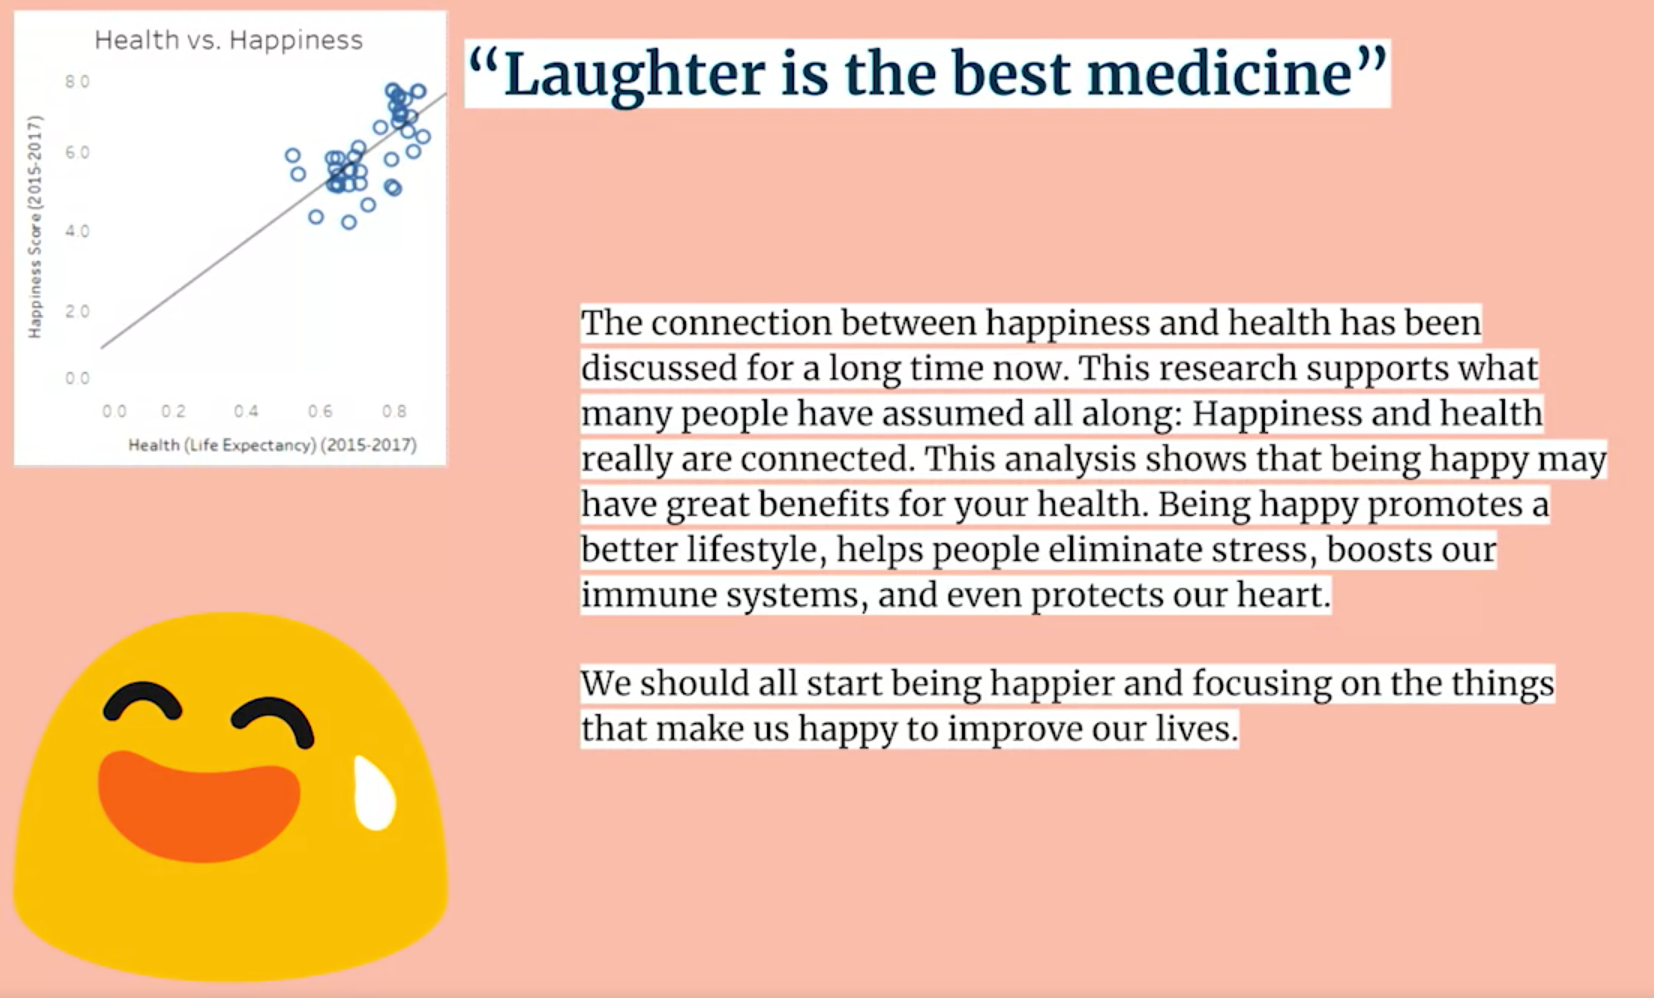 Health vs. Happiness
8.0
6.0
4.0
2.0
0.0
Happiness Score (2015-2017)
0.0 0.2 0.4 0.6 0.8
Health (Life Expectancy) (2015-2017)
“Laughter is the best medicine”
The connection between happiness and health has been
discussed for a long time now. This research supports what
many people have assumed all along: Happiness and health
really are connected. This analysis shows that being happy may
have great benefits for your health. Being happy promotes a
better lifestyle, helps people eliminate stress, boosts our
immune systems, and even protects our heart.
We should all start being happier and focusing on the things
that make us happy to improve our lives.